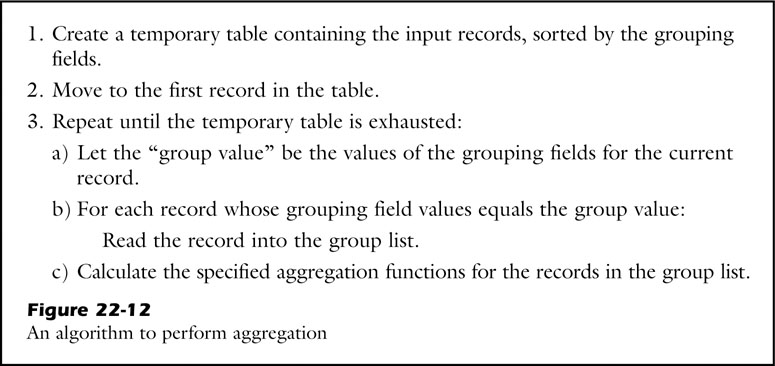 1. Create a temporary table containing the input records, sorted by the grouping
fields.
2. Move to the first record in the table.
3. Repeat until the temporary table is exhausted:
a) Let the “group value” be the values of the grouping fields for the current
record.
b) For each record whose grouping field values equals the group value:
Read the record into the group list.
c) Calculate the specified aggregation functions for the records in the group list.
Figure 22-12
An algorithm to perform aggregation